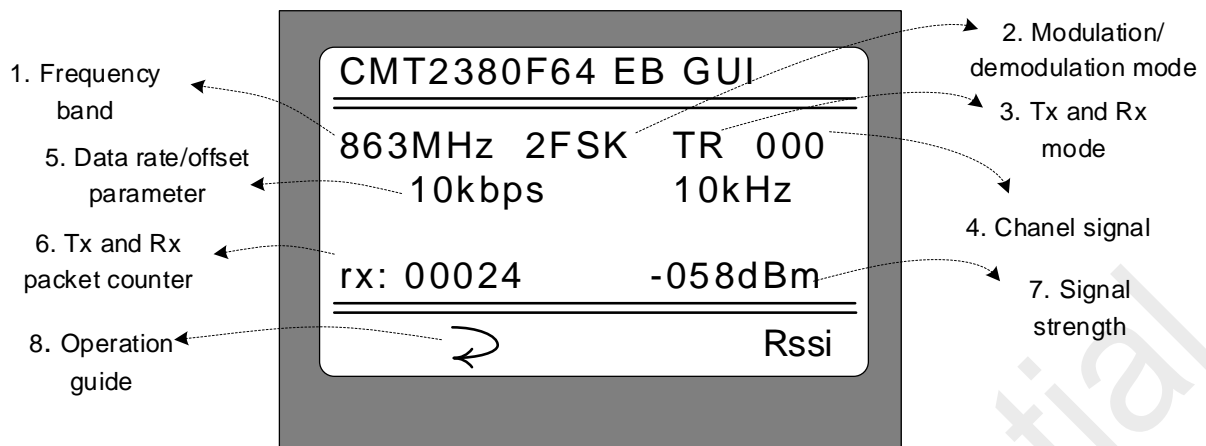 CMT2380F64 EB GUI
863MHz 2FSK TR 000
10kbps 10kHz
rx: 00024 -058dBm
Rssi
1. Frequency
band
5. Data rate/offset
parameter
6. Tx and Rx
packet counter
8. Operation
guide
2. Modulation/
demodulation mode
3. Tx and Rx
mode
4. Chanel signal
7. Signal
strength